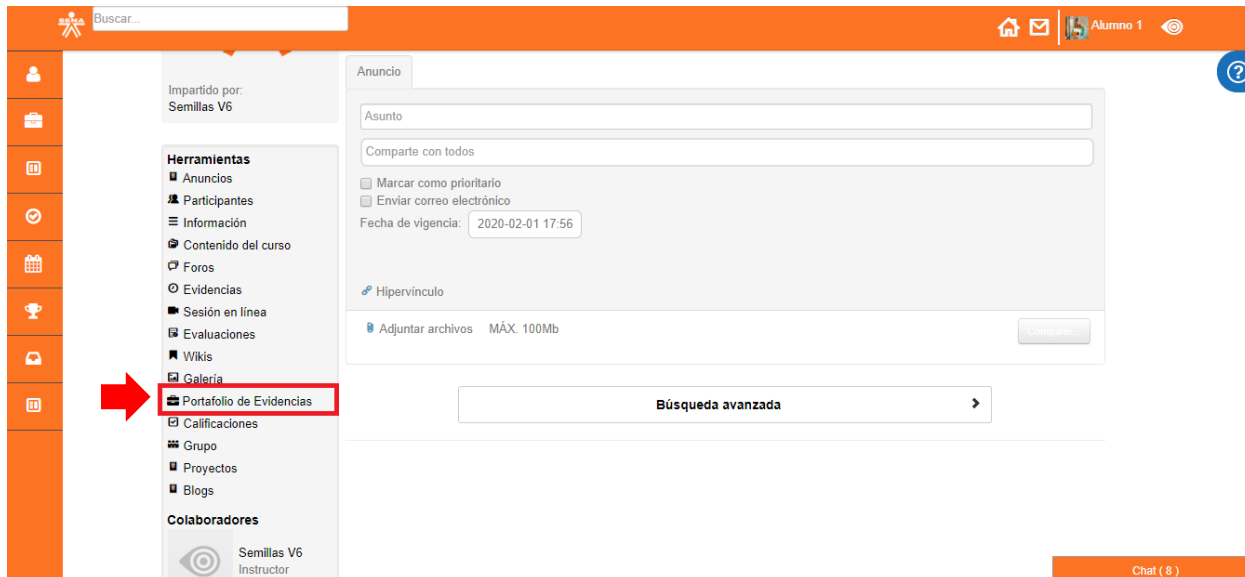 SENA
Buscar...
Alumno 1
Impartido por:
Semillas V6
Herramientas
Anuncios
Participantes
Información
Contenido del curso
Foros
Evidencias
Sesión en línea
Evaluaciones
Wikis
Galería
Portafolio de Evidencias
Calificaciones
Grupo
Proyectos
Blogs
Colaboradores
Semillas V6
Instructor
Anuncio
Asunto
Comparte con todos
Marcar como prioritario
Enviar correo electrónico
Fecha de vigencia: 2020-02-01 17:56
Hipervínculo
Adjuntar archivos MÁX. 100Mb
Búsqueda avanzada
?
Chat ( 8 )